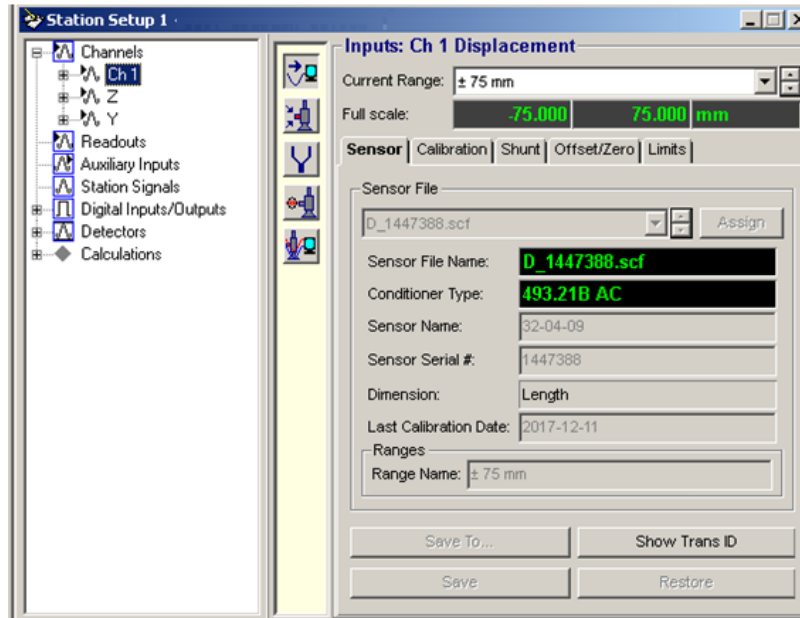 Station Setup 1
Channels
Ch 1
Z
Y
Readouts
Auxiliary Inputs
Station Signals
Digital Inputs/Outputs
Detectors
Calculations
Inputs: Ch 1 Displacement
Current Range: ± 75 mm
Full scale: -75.000 75.000 mm
Sensor Calibration Shunt Offset/Zero Limits
Sensor File
D_1447388.scf Assign
Sensor File Name: D_1447388.scf
Conditioner Type: 493.21B AC
Sensor Name: 32-04-09
Sensor Serial #: 1447388
Dimension: Length
Last Calibration Date: 2017-12-11
Ranges
Range Name: ± 75 mm
Save To... Show Trans ID
Save Restore